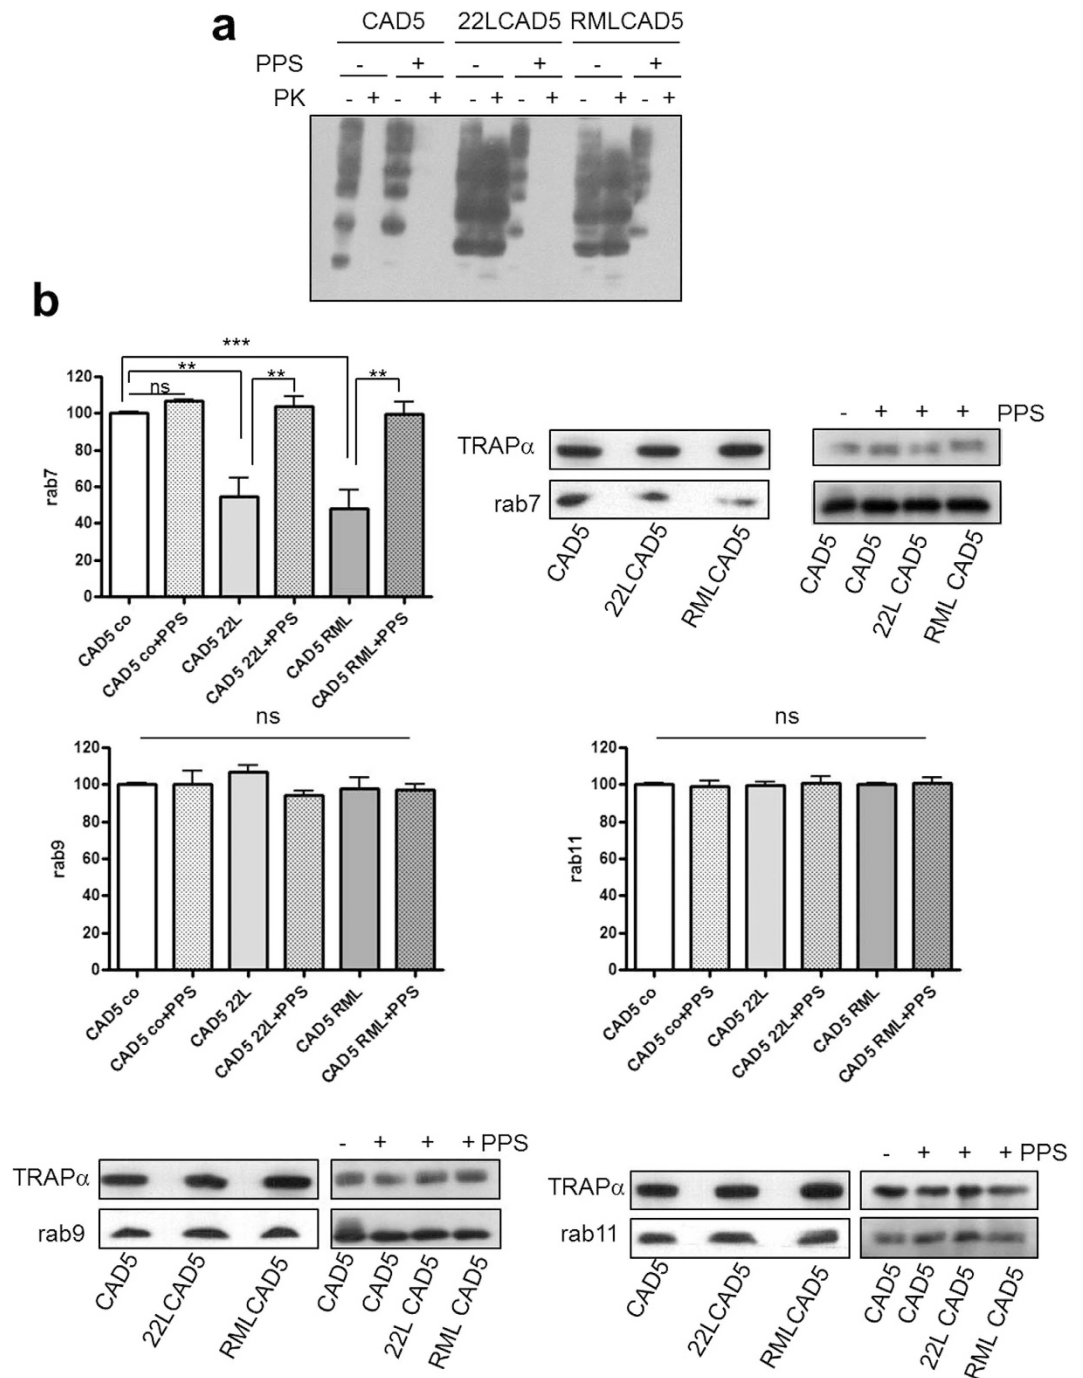 a
CAD5 22LCAD5 RMLCAD5
PPS - + - + - +
PK - + - + - + - + - + - +
b
***
**
ns
** **
120
100
80
60
40
20
0
rab7
CAD5 co
CAD5 co+PPS
CAD5 22L
CAD5 22L+PPS
CAD5 RML
CAD5 RML+PPS
TRAPα
rab7
CAD5
22LCAD5
RMLCAD5
- + + + PPS
CAD5
CAD5
22L CAD5
RML CAD5
ns
120
100
80
60
40
20
0
rab9
CAD5 co
CAD5 co+PPS
CAD5 22L
CAD5 22L+PPS
CAD5 RML
CAD5 RML+PPS
ns
120
100
80
60
40
20
0
rab11
CAD5 co
CAD5 co+PPS
CAD5 22L
CAD5 22L+PPS
CAD5 RML
CAD5 RML+PPS
TRAPα
rab9
CAD5
22LCAD5
RMLCAD5
- + + + PPS
CAD5
CAD5
22L CAD5
RML CAD5
TRAPα
rab11
CAD5
22LCAD5
RMLCAD5
- + + + PPS
CAD5
CAD5
22L CAD5
RML CAD5